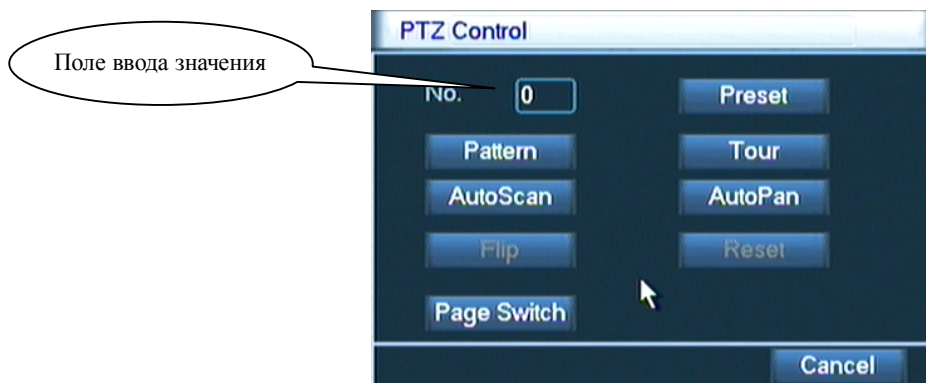 Поле ввода значения
PTZ Control
No. 0 Preset
Pattern Tour
AutoScan AutoPan
Flip Reset
Page Switch
Cancel